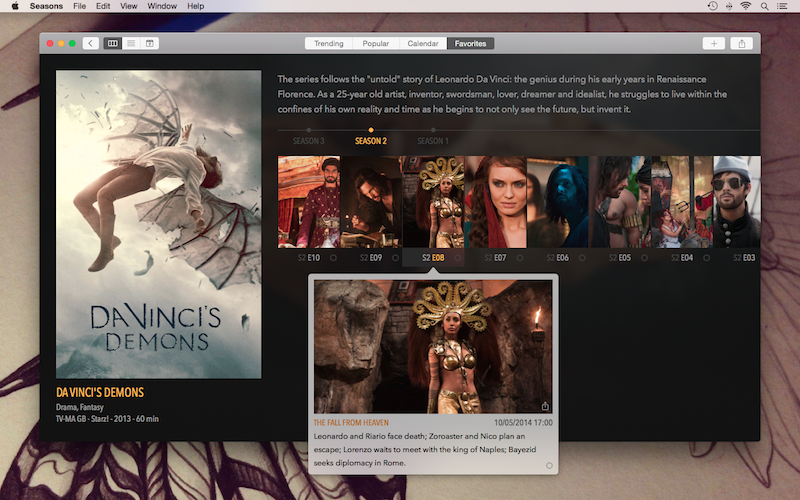 Seasons File Edit View Window Help
Trending Popular Calendar Favorites
The series follows the "untold" story of Leonardo Da Vinci: the genius during his early years in Renaissance
Florence. As a 25-year old artist, inventor, swordsman, lover, dreamer and idealist, he struggles to live within the
confines of his own reality and time as he begins to not only see the future, but invent it.
SEASON 3 SEASON 2 SEASON 1
S2 E10 S2 E09 S2 E08 S2 E07 S2 E06 S2 E05 S2 E04 S2 E03
DAVINCI'S
DEMONS
DA VINCI'S DEMONS
Drama, Fantasy
TV-MA GB - Starz! - 2013 - 60 min
THE FALL FROM HEAVEN 10/05/2014 17:00
Leonardo and Riario face death; Zoroaster and Nico plan an
escape; Lorenzo waits to meet with the king of Naples; Bayezid
seeks diplomacy in Rome.